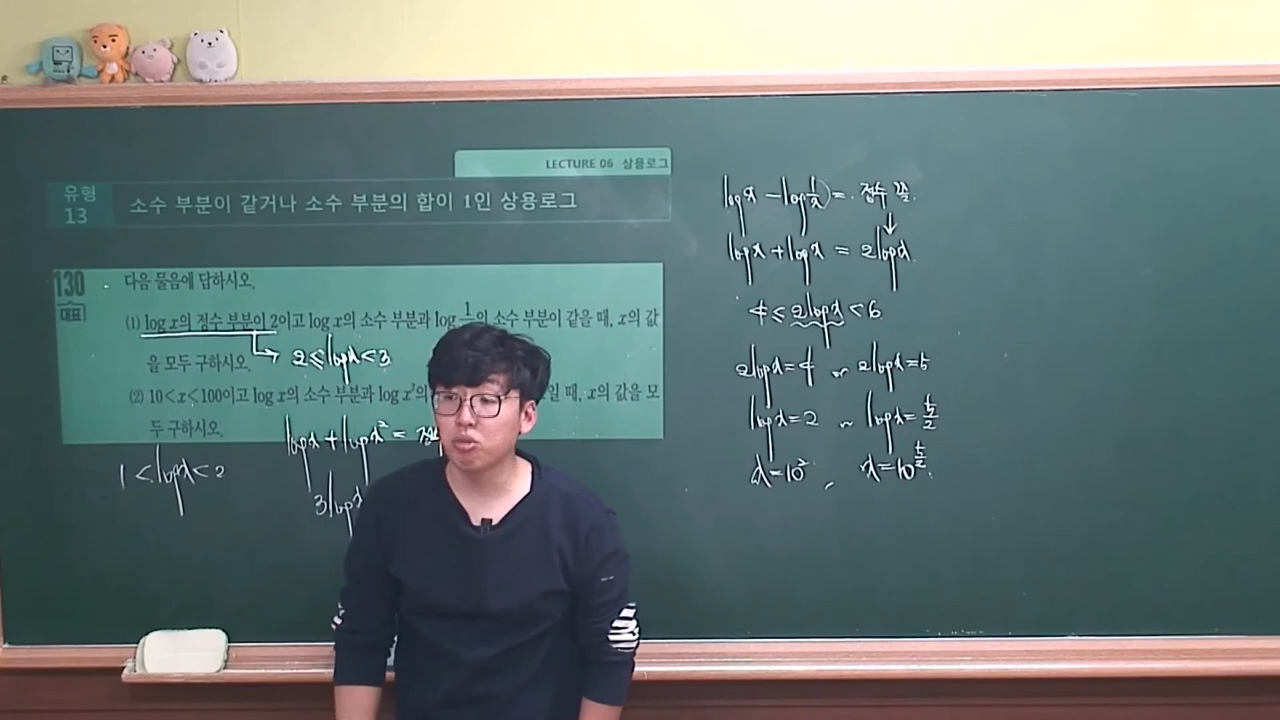 LECTURE 06 상용로그
유형 13
소수 부분이 같거나 소수 부분의 합이 1인 상용로그
130
대표
다음 물음에 답하시오.
(1) log x의 정수 부분이 2이고 log x의 소수 부분과 log 1/x의 소수 부분이 같을 때, x의 값
을 모두 구하시오.
2 ≤ log x < 3
(2) 10<x<100이고 log x의 소수 부분과 log x²의 일 때, x의 값을 모
두 구하시오.
1 < log x < 2
log x + log x² =
3 log x
log x − log 1/x) = 정수 꼴.
↓
log x + log x = 2 log x
4 ≤ 2 log x < 6
2 log x = 4 or 2 log x = 5
log x = 2 or log x = 5/2
x = 10² , x = 10^(5/2).